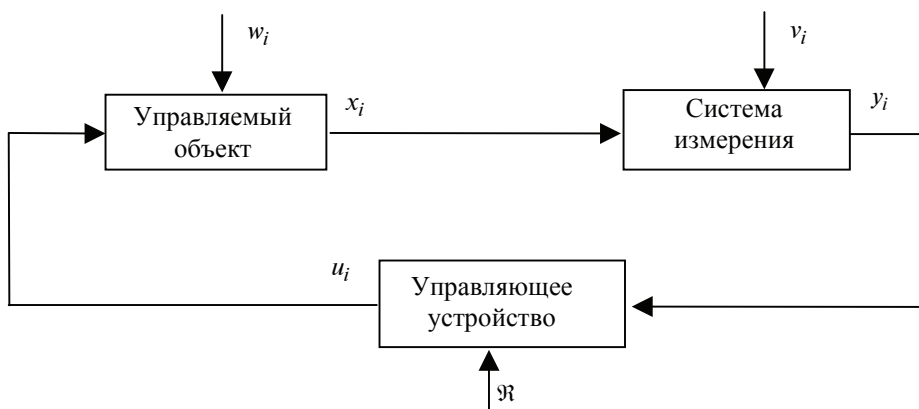 w_i
v_i
Управляемый
объект
x_i
Система
измерения
y_i
u_i
Управляющее
устройство
ℜ